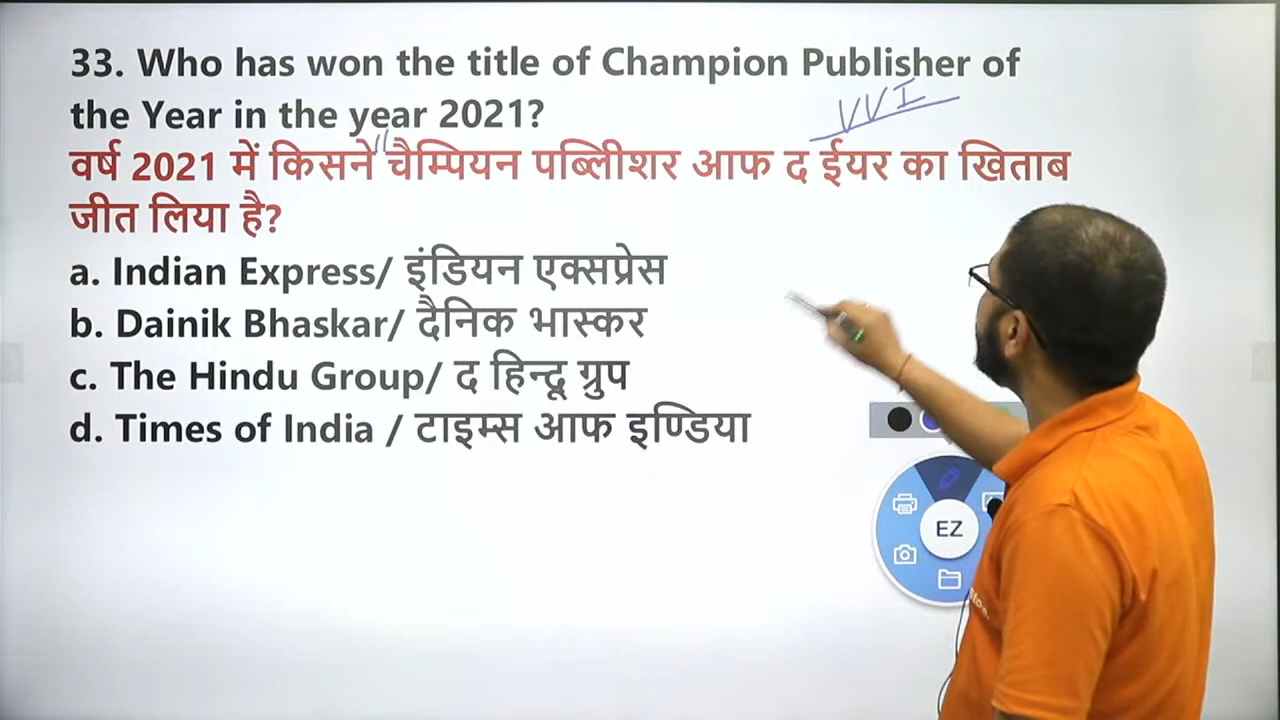 33. Who has won the title of Champion Publisher of
the Year in the year 2021?
VVI
वर्ष 2021 में किसने चैम्पियन पब्लिीशर आफ द ईयर का खिताब
जीत लिया है?
a. Indian Express/ इंडियन एक्सप्रेस
b. Dainik Bhaskar/ दैनिक भास्कर
c. The Hindu Group/ द हिन्दू ग्रुप
d. Times of India / टाइम्स आफ इण्डिया
EZ